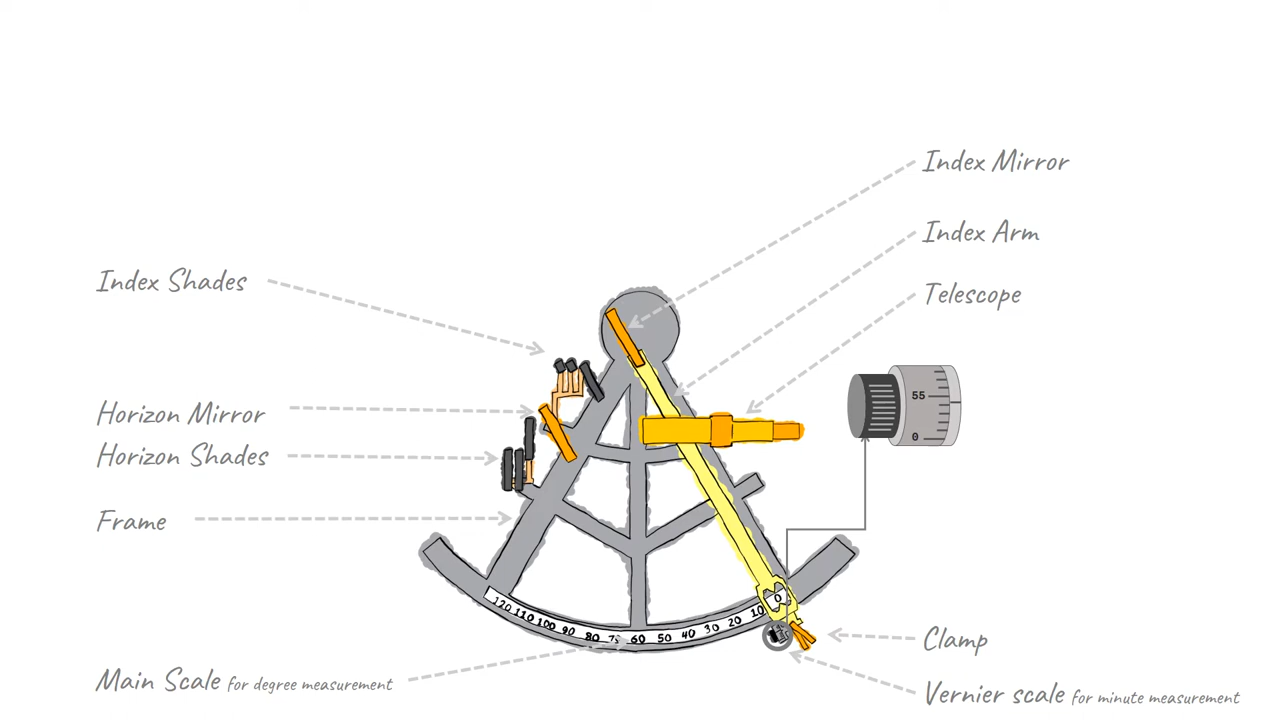 Index Mirror
Index Arm
Index Shades
Telescope
55
Horizon Mirror
0
Horizon Shades
Frame
120 110 100 90 80 60 50 40 30 20 10 0
Clamp
Main Scale for degree measurement
Vernier scale for minute measurement